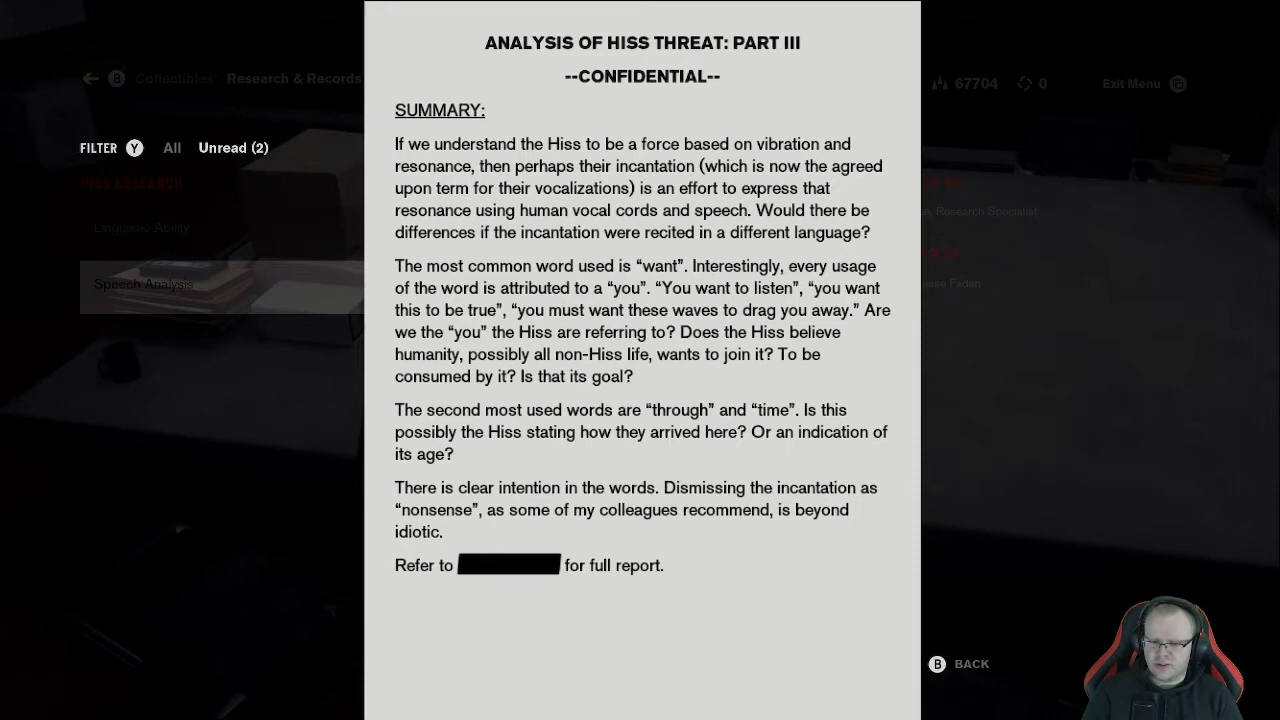 ANALYSIS OF HISS THREAT: PART III
--CONFIDENTIAL--
B Collectibles Research & Records
67704 0 Exit Menu
SUMMARY:
FILTER Y All Unread (2)
If we understand the Hiss to be a force based on vibration and
resonance, then perhaps their incantation (which is now the agreed
upon term for their vocalizations) is an effort to express that
resonance using human vocal cords and speech. Would there be
differences if the incantation were recited in a different language?
HISS RESEARCH
Linguistic Ability
Speech Analysis
Research Specialist
The most common word used is “want”. Interestingly, every usage
of the word is attributed to a “you”. “You want to listen”, “you want
this to be true”, “you must want these waves to drag you away.” Are
we the “you” the Hiss are referring to? Does the Hiss believe
humanity, possibly all non-Hiss life, wants to join it? To be
consumed by it? Is that its goal?
Faden
The second most used words are “through” and “time”. Is this
possibly the Hiss stating how they arrived here? Or an indication of
its age?
There is clear intention in the words. Dismissing the incantation as
“nonsense”, as some of my colleagues recommend, is beyond
idiotic.
Refer to for full report.
B BACK